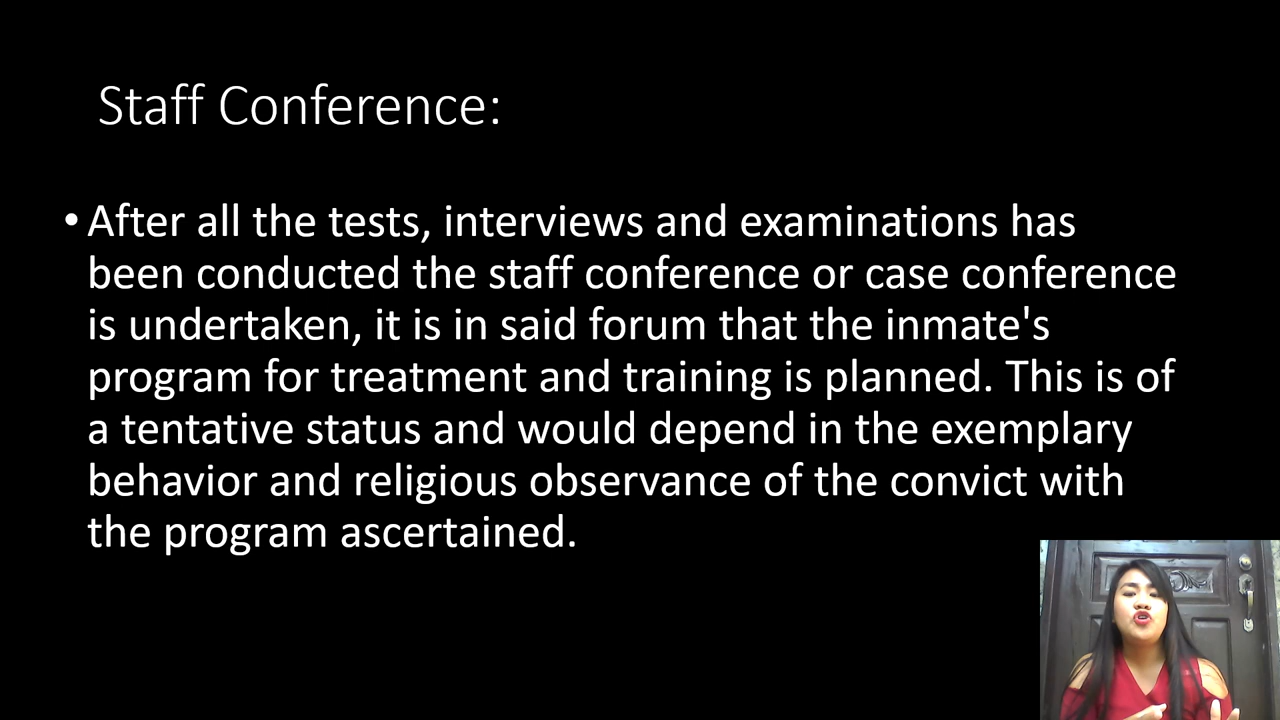 Staff Conference:
• After all the tests, interviews and examinations has
been conducted the staff conference or case conference
is undertaken, it is in said forum that the inmate's
program for treatment and training is planned. This is of
a tentative status and would depend in the exemplary
behavior and religious observance of the convict with
the program ascertained.